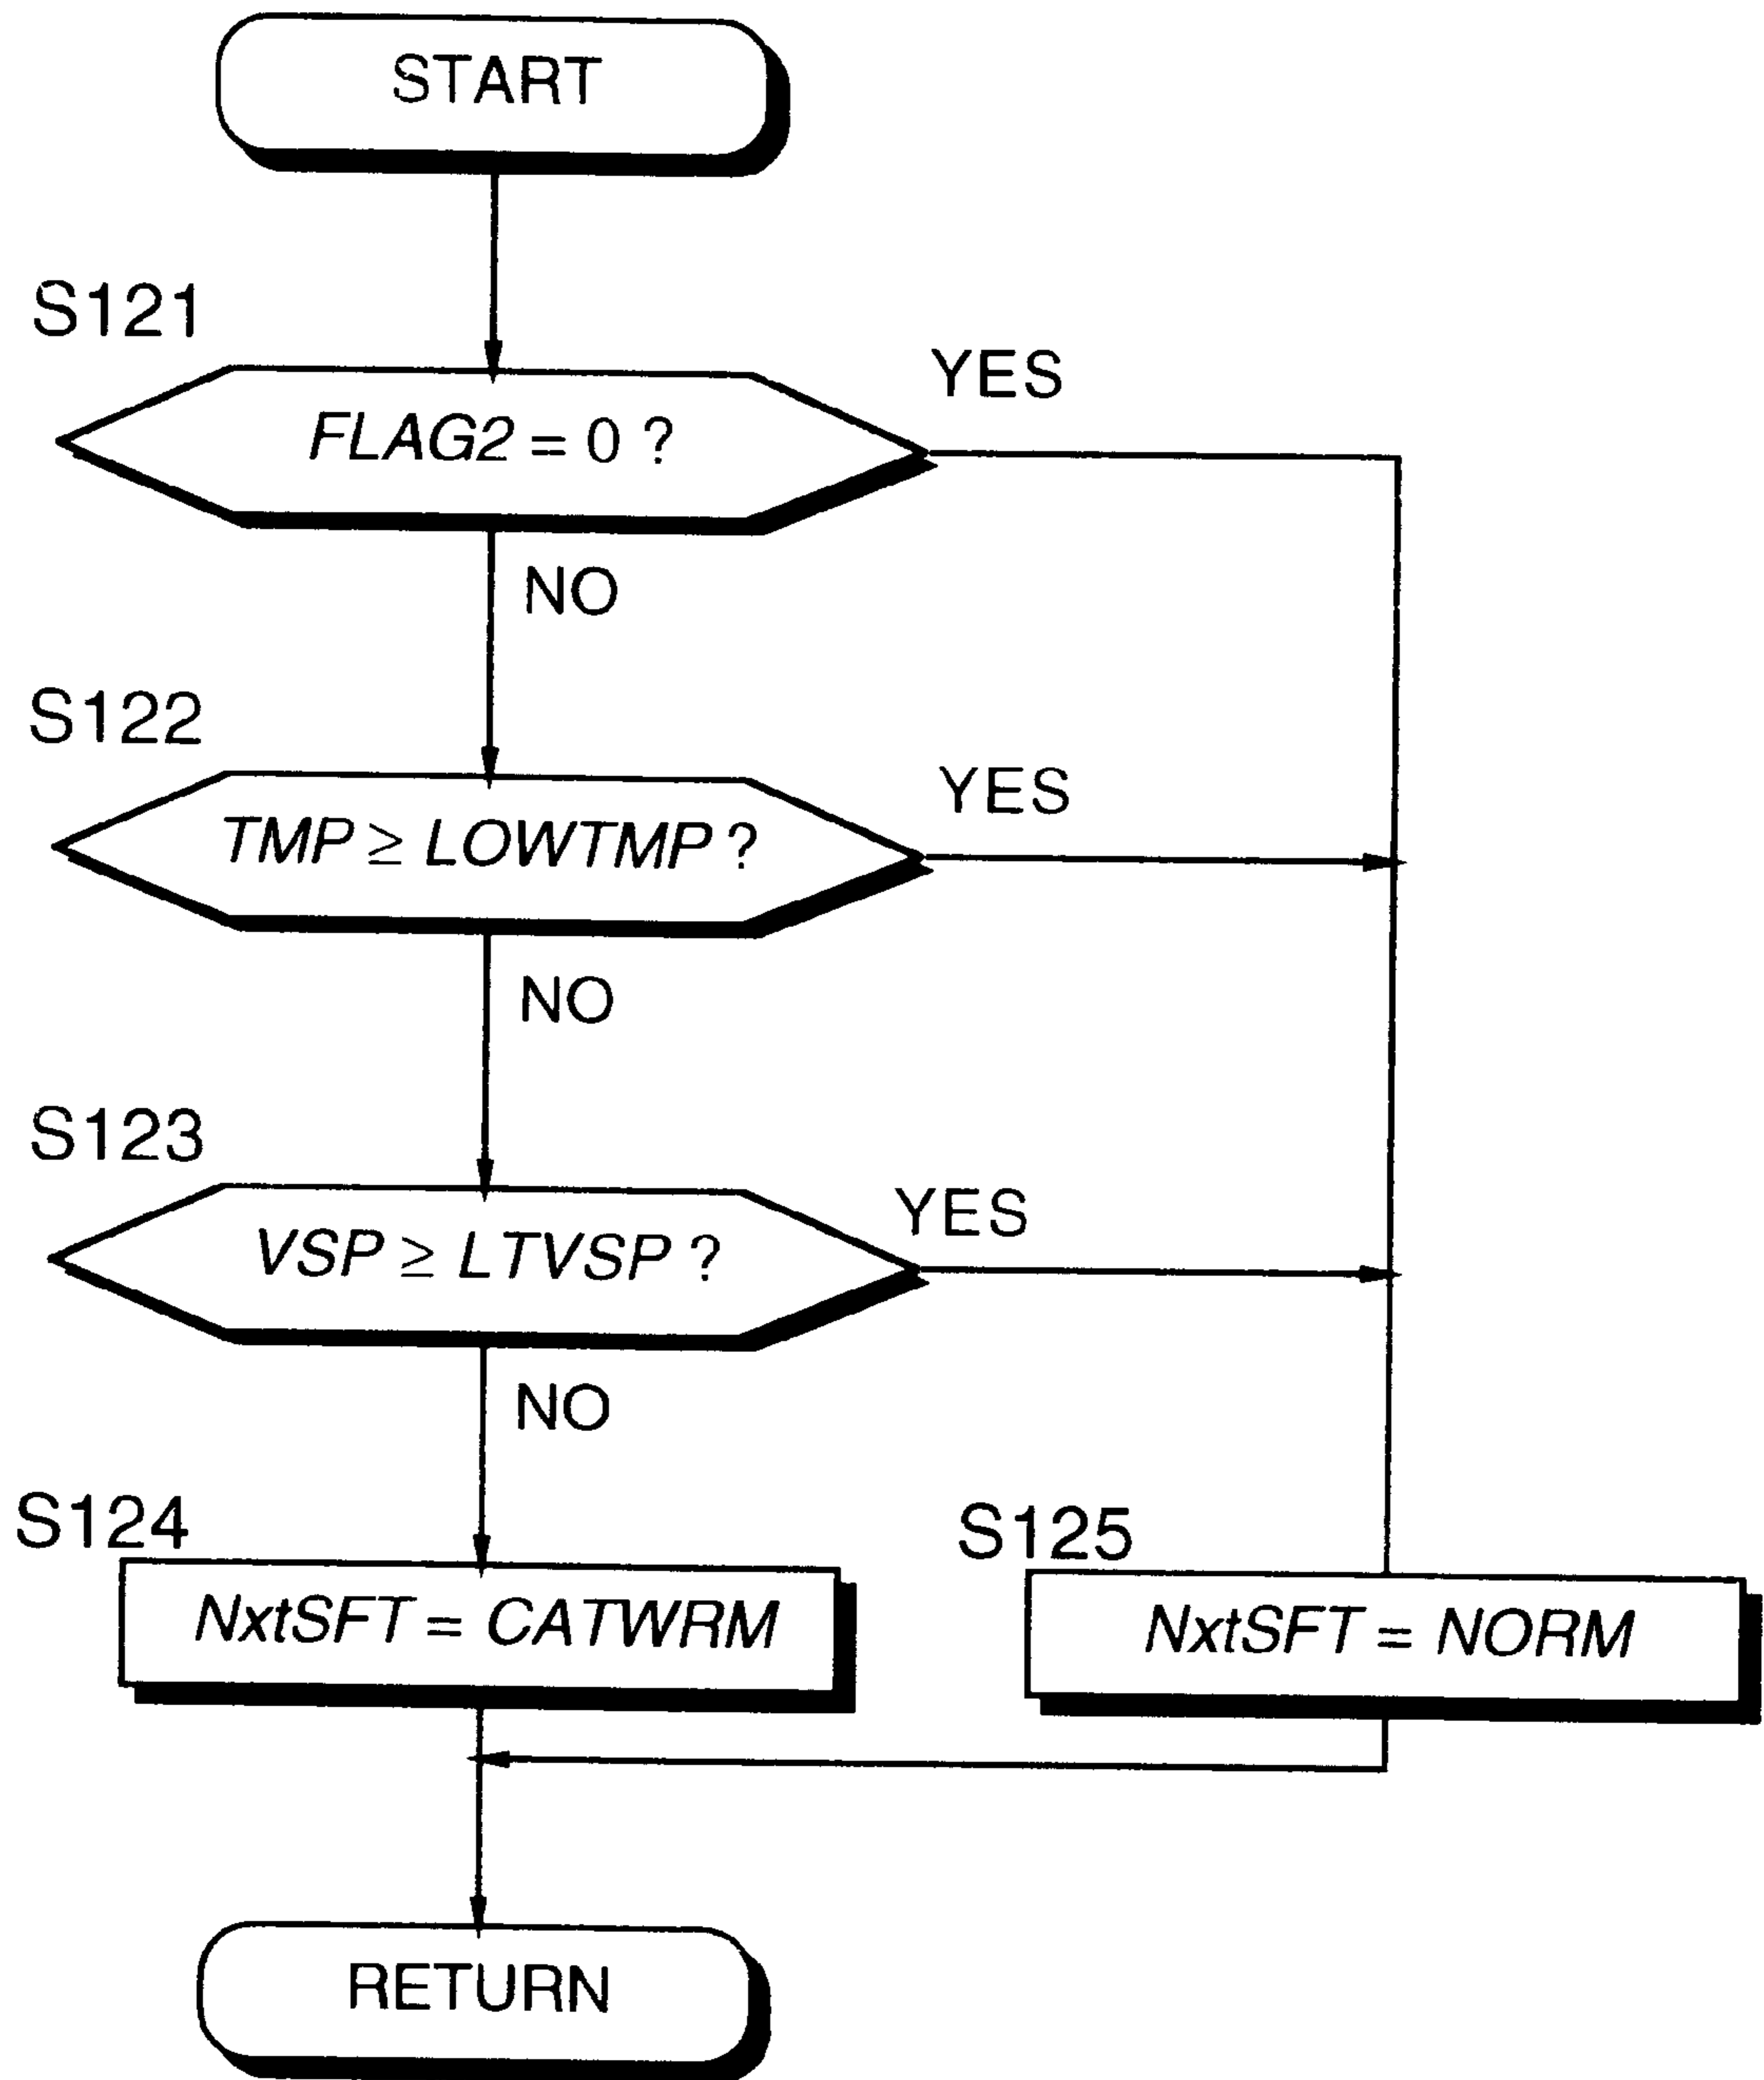 START
S121
FLAG2 = 0 ?
YES
NO
S122
TMP ≥ LOWTMP ?
YES
NO
S123
VSP ≥ LTVSP ?
YES
NO
S124
NxtSFT = CATWRM
S125
NxtSFT = NORM
RETURN